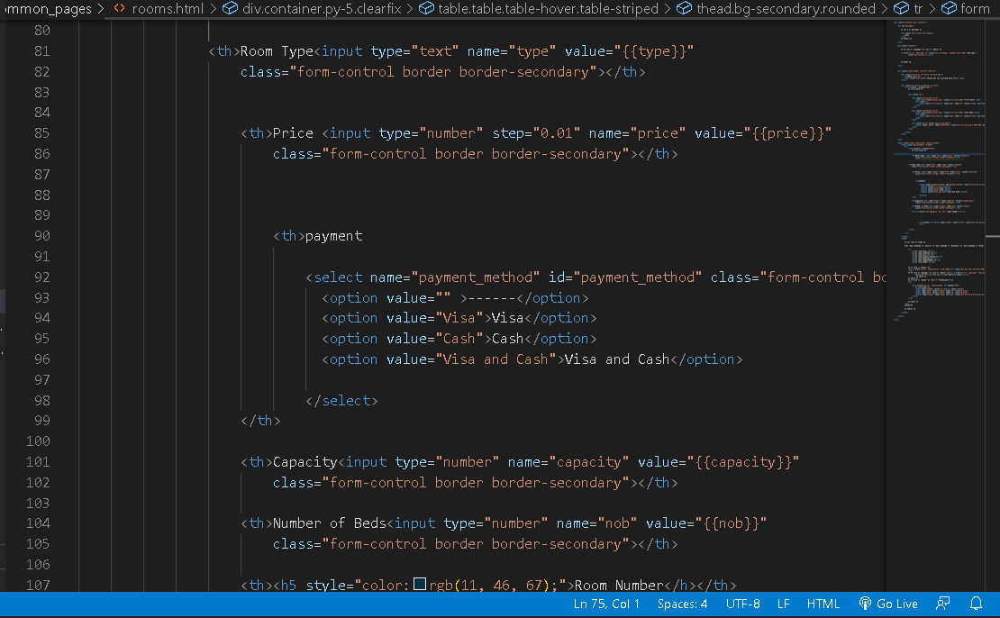 ommon_pages > <> rooms.html > div.container.py-5.clearfix > table.table.table-hover.table-striped > thead.bg-secondary.rounded > tr > form
80
81 <th>Room Type<input type="text" name="type" value="{{type}}"
82 class="form-control border border-secondary"></th>
83
84
85 <th>Price <input type="number" step="0.01" name="price" value="{{price}}"
86 class="form-control border border-secondary"></th>
87
88
89
90 <th>payment
91
92 <select name="payment_method" id="payment_method" class="form-control bo
93 <option value="" >------</option>
94 <option value="Visa">Visa</option>
95 <option value="Cash">Cash</option>
96 <option value="Visa and Cash">Visa and Cash</option>
97
98 </select>
99 </th>
100
101 <th>Capacity<input type="number" name="capacity" value="{{capacity}}"
102 class="form-control border border-secondary"></th>
103
104 <th>Number of Beds<input type="number" name="nob" value="{{nob}}"
105 class="form-control border border-secondary"></th>
106
107 <th><h5 style="color:rgb(11, 46, 67);">Room Number</h></th>
Ln 75, Col 1 Spaces: 4 UTF-8 LF HTML Go Live